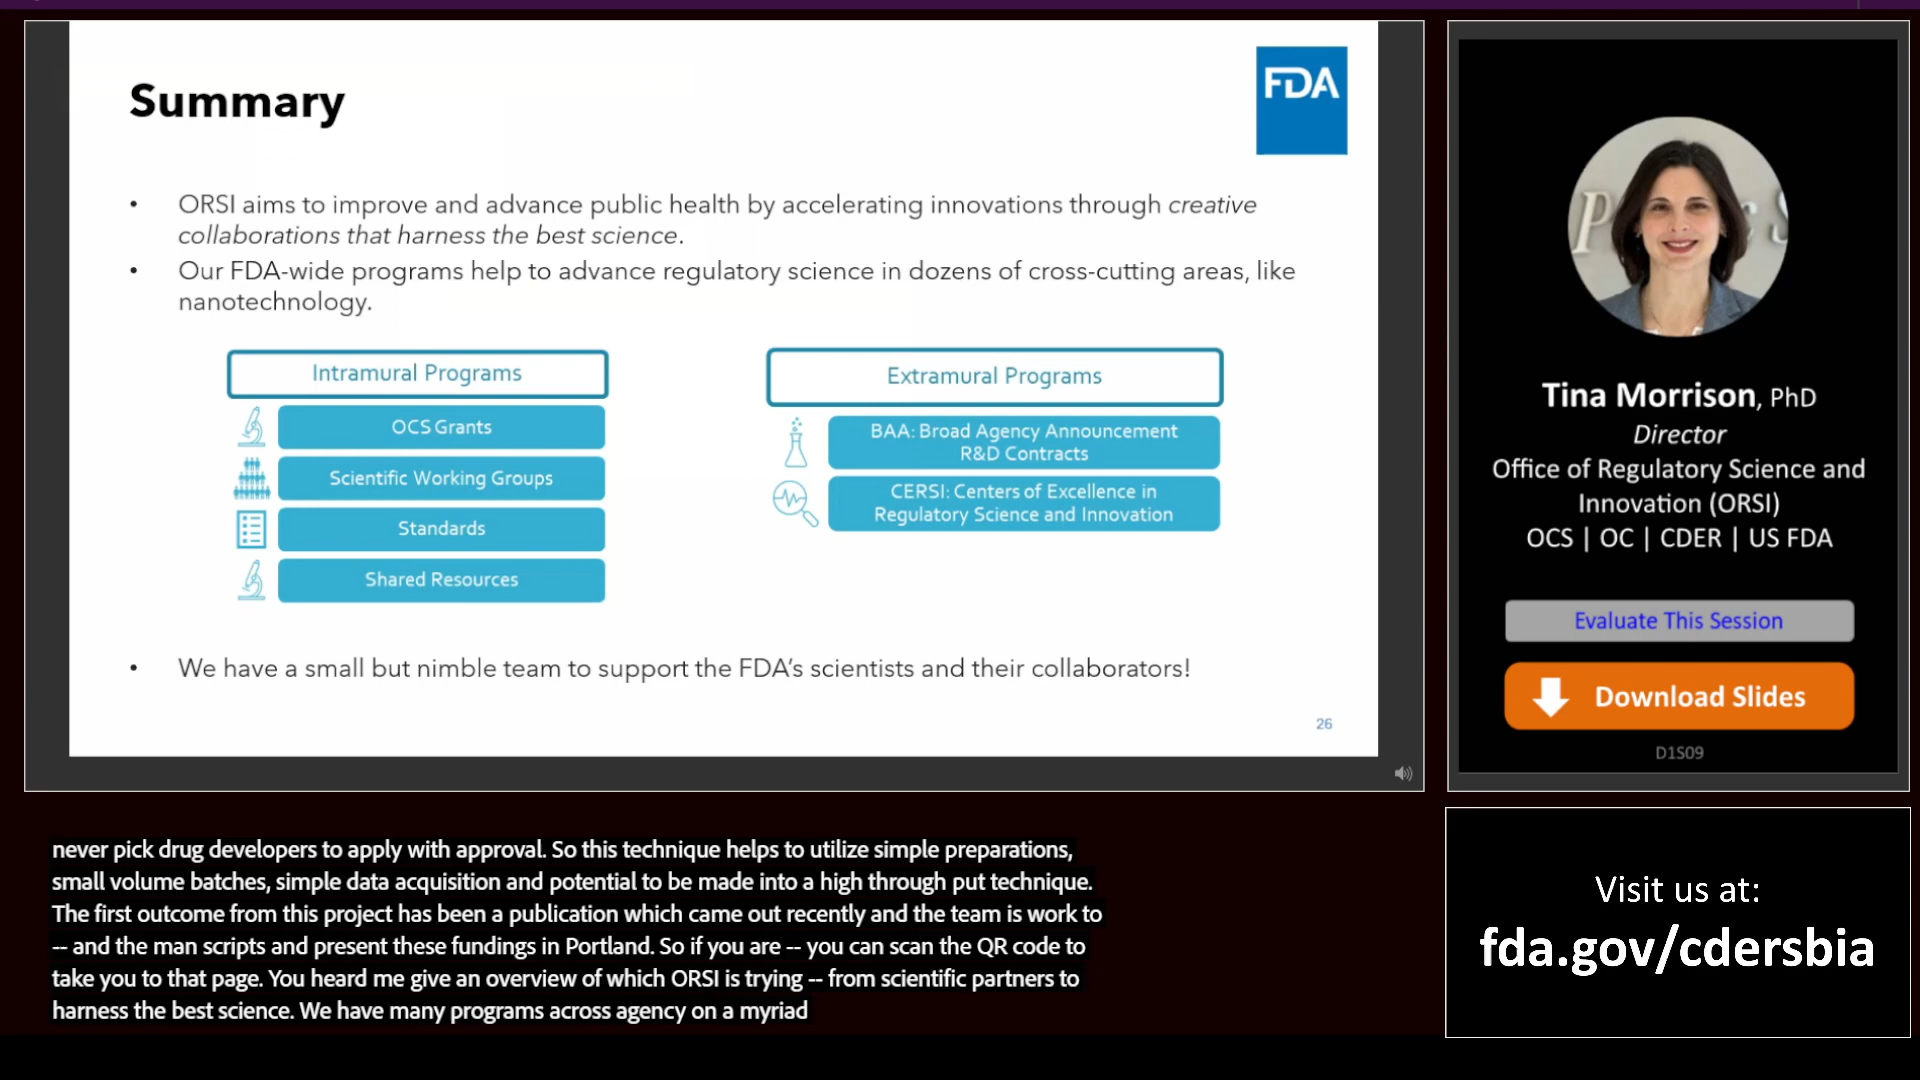 Summary
FDA
• ORSI aims to improve and advance public health by accelerating innovations through creative
collaborations that harness the best science.
• Our FDA-wide programs help to advance regulatory science in dozens of cross-cutting areas, like
nanotechnology.
Intramural Programs
OCS Grants
Scientific Working Groups
Standards
Shared Resources
Extramural Programs
BAA: Broad Agency Announcement
R&D Contracts
CERSI: Centers of Excellence in
Regulatory Science and Innovation
• We have a small but nimble team to support the FDA's scientists and their collaborators!
26
Tina Morrison, PhD
Director
Office of Regulatory Science and
Innovation (ORSI)
OCS | OC | CDER | US FDA
Evaluate This Session
Download Slides
D1S09
never pick drug developers to apply with approval. So this technique helps to utilize simple preparations,
small volume batches, simple data acquisition and potential to be made into a high through put technique.
The first outcome from this project has been a publication which came out recently and the team is work to
-- and the man scripts and present these fundings in Portland. So if you are -- you can scan the QR code to
take you to that page. You heard me give an overview of which ORSI is trying -- from scientific partners to
harness the best science. We have many programs across agency on a myriad
Visit us at:
fda.gov/cdersbia